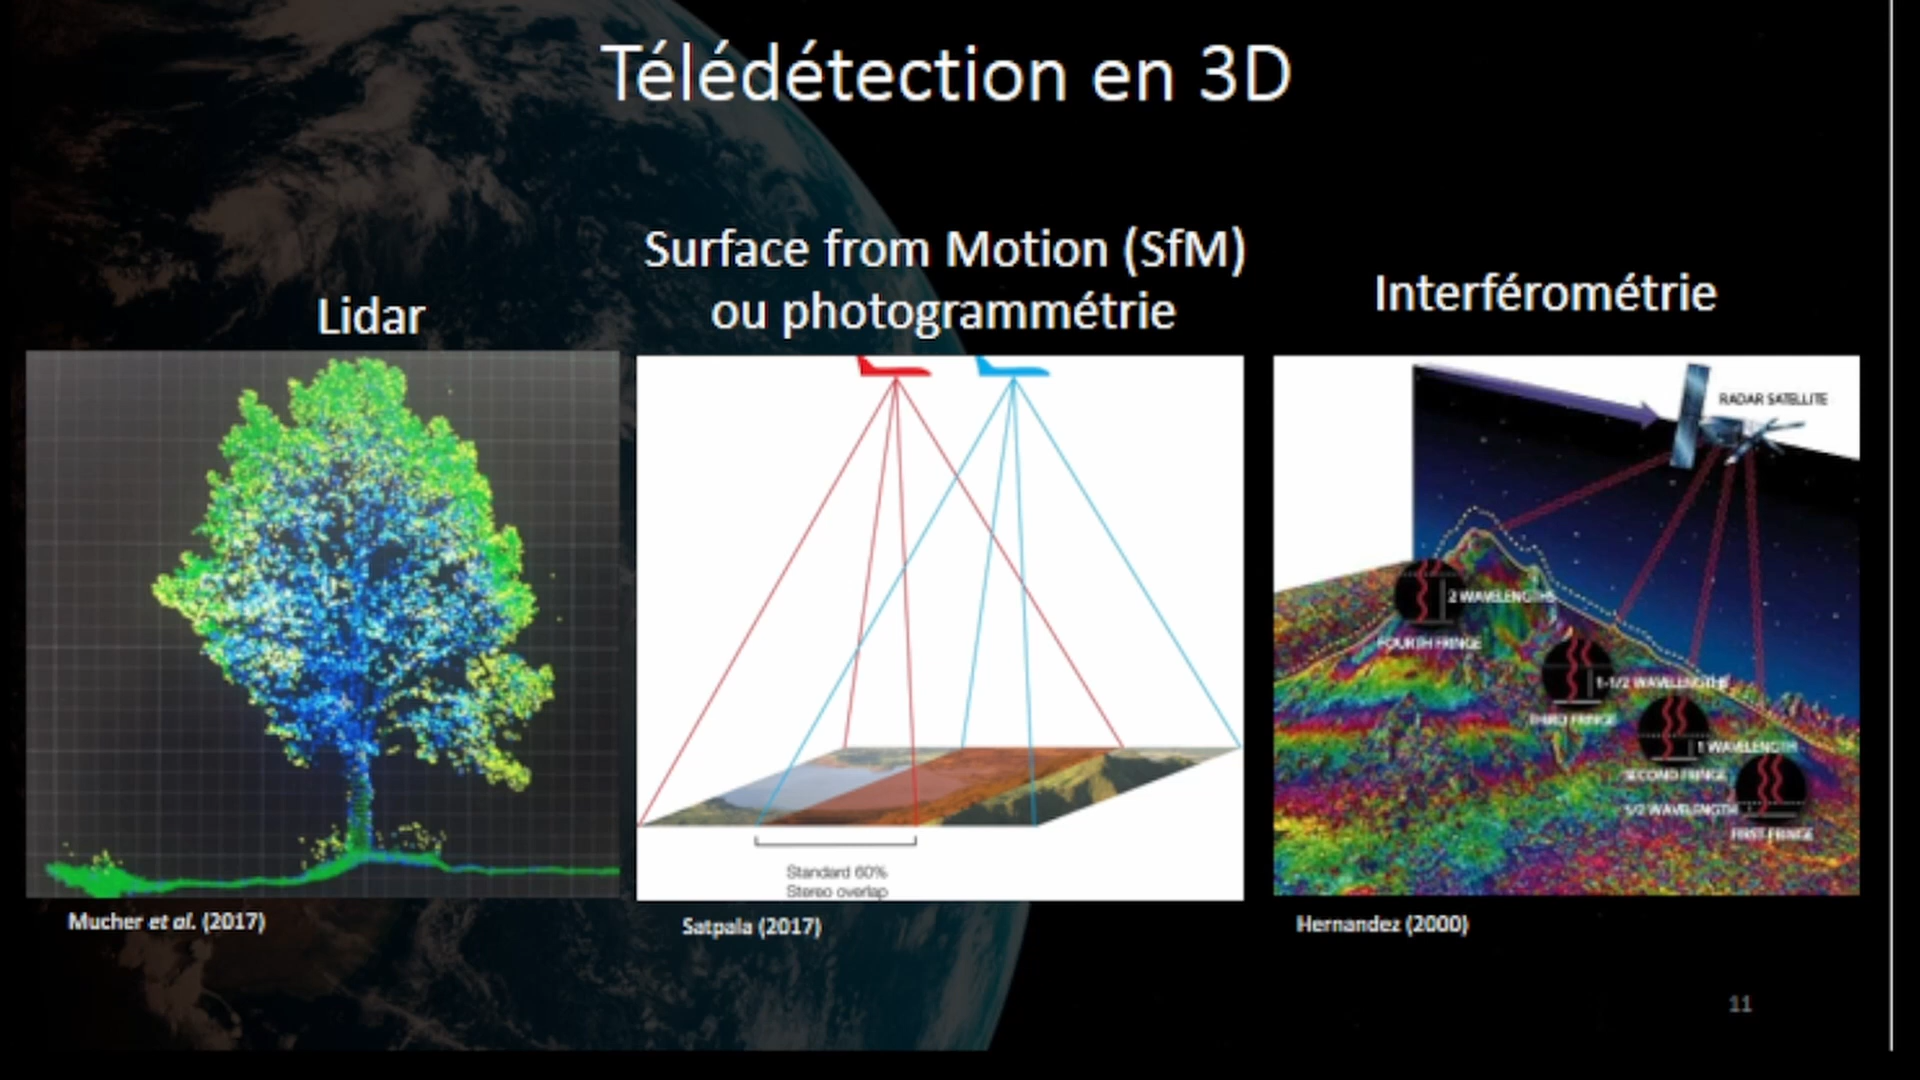 Télédétection en 3D
Lidar
Surface from Motion (SfM)
ou photogrammétrie
Interférométrie
Standard 60%
Stereo overlap
RADAR SATELLITE
2 WAVELENGTHS
FOURTH FRINGE
1-1/2 WAVELENGTHS
THIRD FRINGE
1 WAVELENGTH
SECOND FRINGE
1/2 WAVELENGTH
FIRST FRINGE
Mucher et al. (2017)
Satpala (2017)
Hernandez (2000)
11